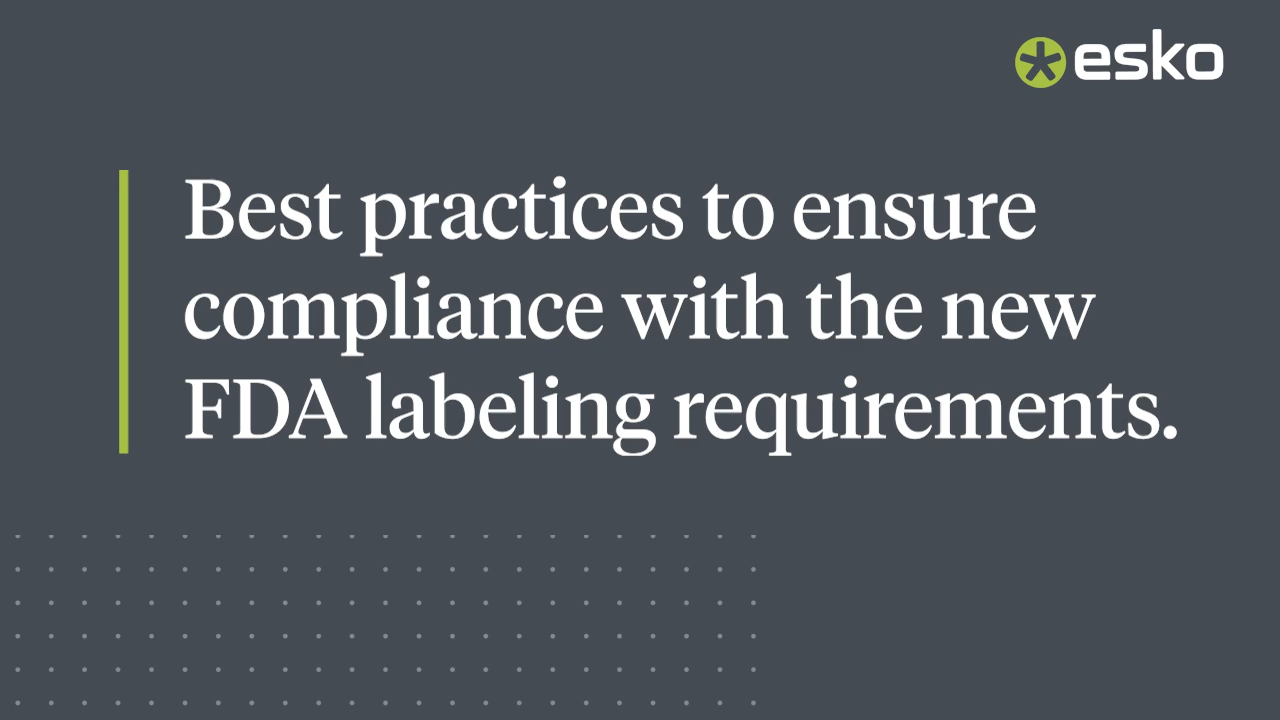 esko
Best practices to ensure
compliance with the new
FDA labeling requirements.